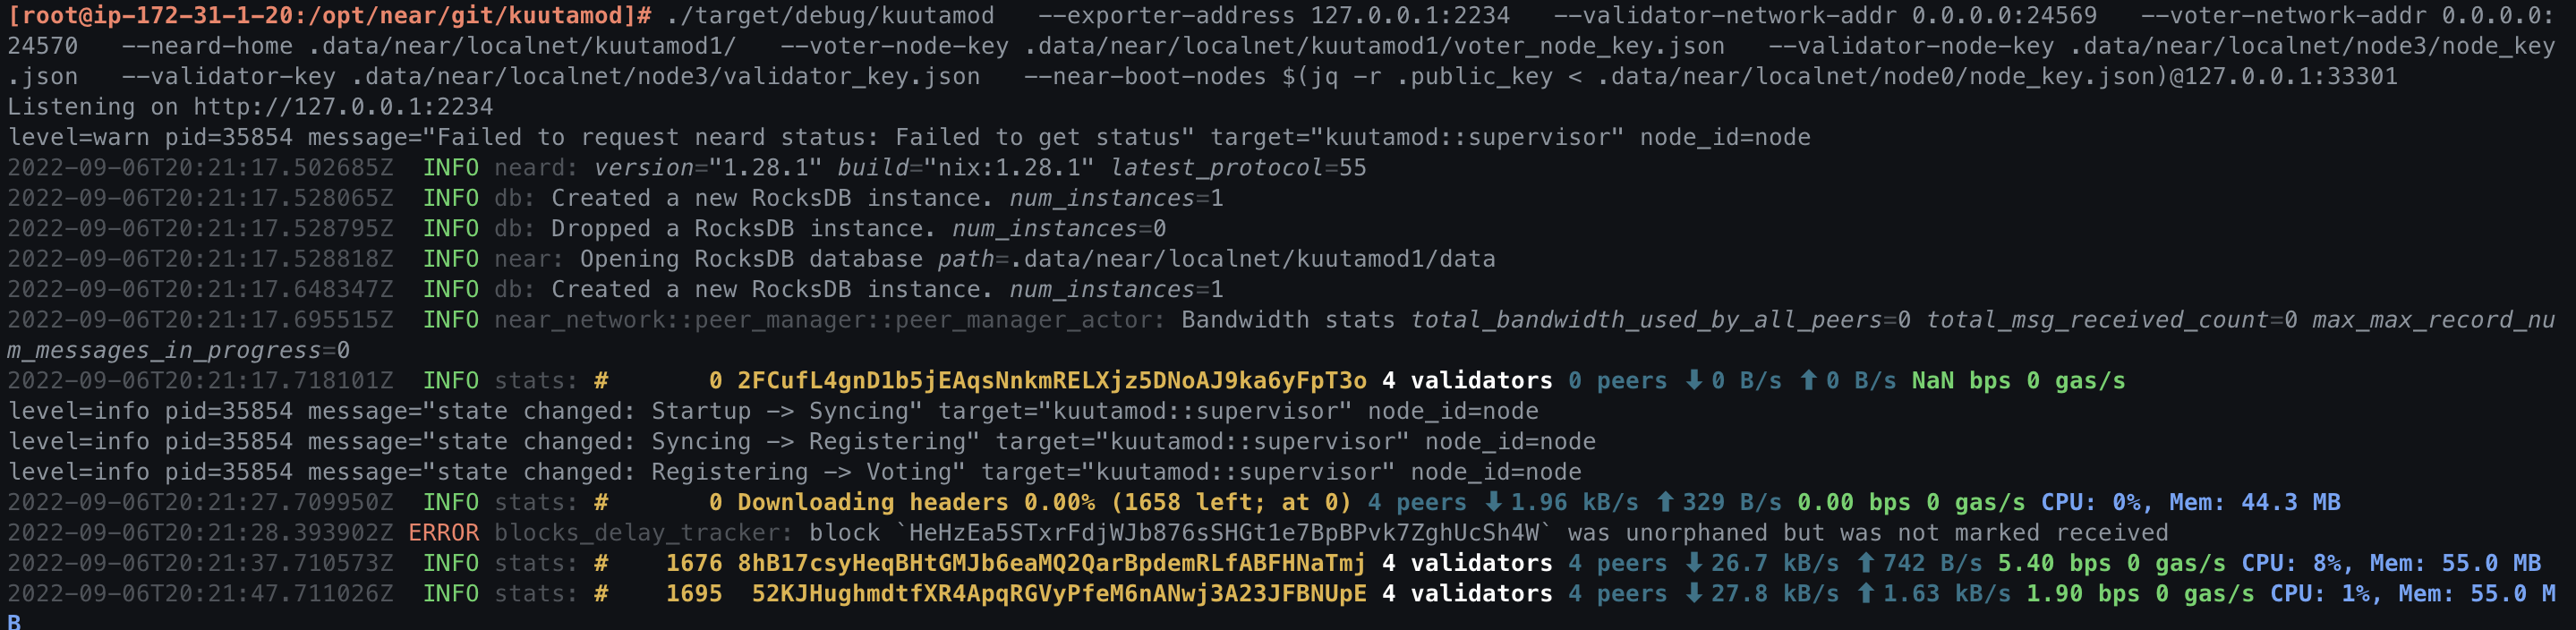 [root@ip-172-31-1-20:/opt/near/git/kuutamod]# ./target/debug/kuutamod   --exporter-address 127.0.0.1:2234   --validator-network-addr 0.0.0.0:24569   --voter-network-addr 0.0.0.0:
24570   --neard-home .data/near/localnet/kuutamod1/   --voter-node-key .data/near/localnet/kuutamod1/voter_node_key.json   --validator-node-key .data/near/localnet/node3/node_key
.json   --validator-key .data/near/localnet/node3/validator_key.json   --near-boot-nodes $(jq -r .public_key < .data/near/localnet/node0/node_key.json)@127.0.0.1:33301
Listening on http://127.0.0.1:2234
level=warn pid=35854 message="Failed to request neard status: Failed to get status" target="kuutamod::supervisor" node_id=node
2022-09-06T20:21:17.502685Z  INFO neard: version="1.28.1" build="nix:1.28.1" latest_protocol=55
2022-09-06T20:21:17.528065Z  INFO db: Created a new RocksDB instance. num_instances=1
2022-09-06T20:21:17.528795Z  INFO db: Dropped a RocksDB instance. num_instances=0
2022-09-06T20:21:17.528818Z  INFO near: Opening RocksDB database path=.data/near/localnet/kuutamod1/data
2022-09-06T20:21:17.648347Z  INFO db: Created a new RocksDB instance. num_instances=1
2022-09-06T20:21:17.695515Z  INFO near_network::peer_manager::peer_manager_actor: Bandwidth stats total_bandwidth_used_by_all_peers=0 total_msg_received_count=0 max_max_record_nu
m_messages_in_progress=0
2022-09-06T20:21:17.718101Z  INFO stats: #       0 2FCufL4gnD1b5jEAqsNnkmRELXjz5DNoAJ9ka6yFpT3o 4 validators 0 peers ⬇ 0 B/s ⬆ 0 B/s NaN bps 0 gas/s
level=info pid=35854 message="state changed: Startup -> Syncing" target="kuutamod::supervisor" node_id=node
level=info pid=35854 message="state changed: Syncing -> Registering" target="kuutamod::supervisor" node_id=node
level=info pid=35854 message="state changed: Registering -> Voting" target="kuutamod::supervisor" node_id=node
2022-09-06T20:21:27.709950Z  INFO stats: #       0 Downloading headers 0.00% (1658 left; at 0) 4 peers ⬇ 1.96 kB/s ⬆ 329 B/s 0.00 bps 0 gas/s CPU: 0%, Mem: 44.3 MB
2022-09-06T20:21:28.393902Z ERROR blocks_delay_tracker: block `HeHzEa5STxrFdjWJb876sSHGt1e7BpBPvk7ZghUcSh4W` was unorphaned but was not marked received
2022-09-06T20:21:37.710573Z  INFO stats: #    1676 8hB17csyHeqBHtGMJb6eaMQ2QarBpdemRLfABFHNaTmj 4 validators 4 peers ⬇ 26.7 kB/s ⬆ 742 B/s 5.40 bps 0 gas/s CPU: 8%, Mem: 55.0 MB
2022-09-06T20:21:47.711026Z  INFO stats: #    1695  52KJHughmdtfXR4ApqRGVyPfeM6nANwj3A23JFBNUpE 4 validators 4 peers ⬇ 27.8 kB/s ⬆ 1.63 kB/s 1.90 bps 0 gas/s CPU: 1%, Mem: 55.0 M
B